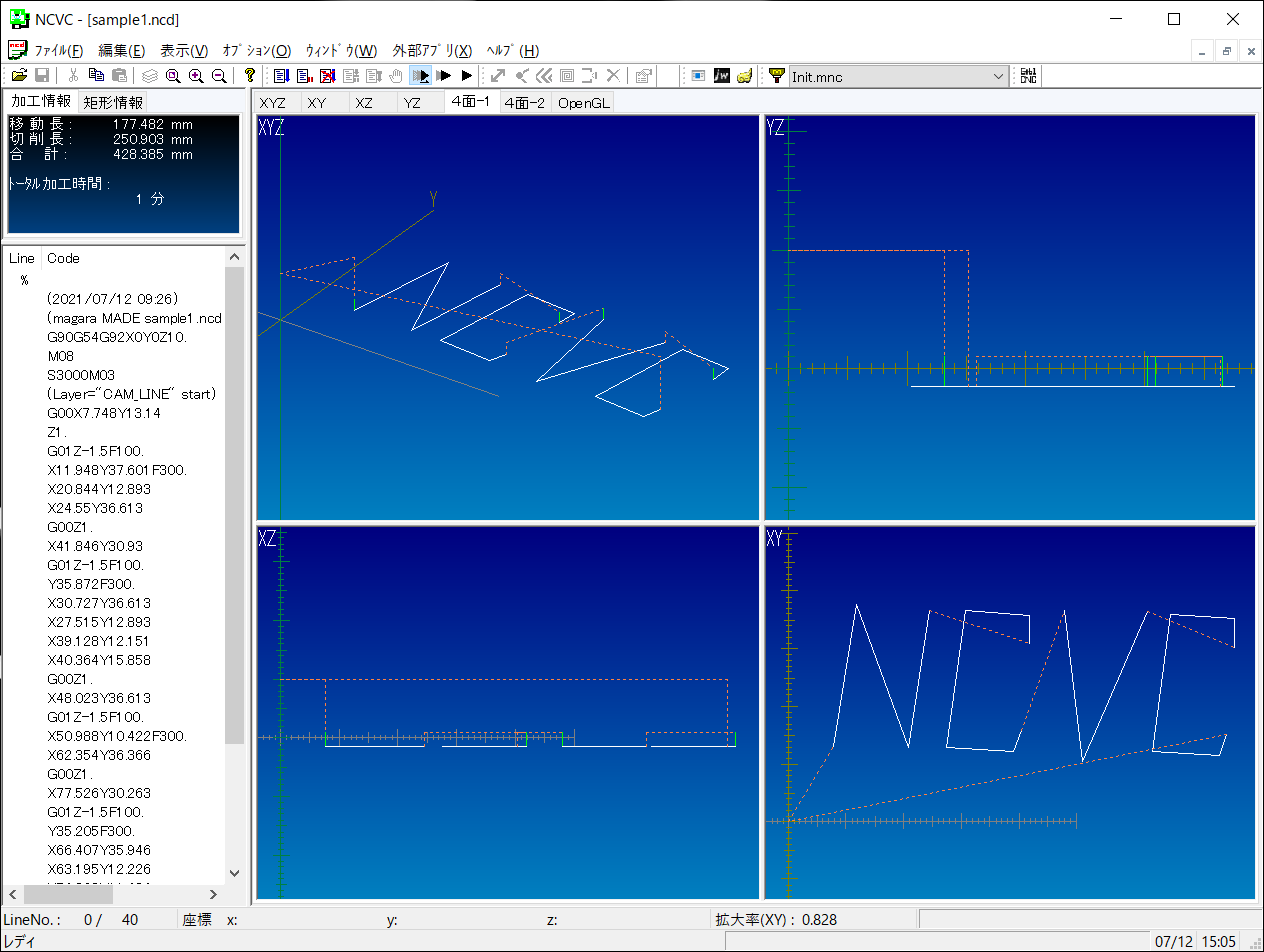 NCVC - [sample1.ncd]
ファイル(F) 編集(E) 表示(V) オプション(O) ウィンドウ(W) 外部アプリ(X) ヘルプ(H)
Init.mnc
加工情報 矩形情報
移動長: 177.482 mm
切削長: 250.903 mm
合 計: 428.385 mm
トータル加工時間:
1 分
Line Code
%
(2021/07/12 09:26)
(magara MADE sample1.ncd
G90G54G92X0Y0Z10.
M08
S3000M03
(Layer="CAM_LINE" start)
G00X7.748Y13.14
Z1.
G01Z-1.5F100.
X11.948Y37.601F300.
X20.844Y12.893
X24.55Y36.613
G00Z1.
X41.846Y30.93
G01Z-1.5F100.
Y35.872F300.
X30.727Y36.613
X27.515Y12.893
X39.128Y12.151
X40.364Y15.858
G00Z1.
X48.023Y36.613
G01Z-1.5F100.
X50.988Y10.422F300.
X62.354Y36.366
G00Z1.
X77.526Y30.263
G01Z-1.5F100.
Y35.205F300.
X66.407Y35.946
X63.195Y12.226
XYZ XY XZ YZ 4面-1 4面-2 OpenGL
XYZ
Y
YZ
XZ
XY
LineNo.: 0 / 40 座標 x: y: z: 拡大率(XY) : 0.828
レディ 07/12 15:05